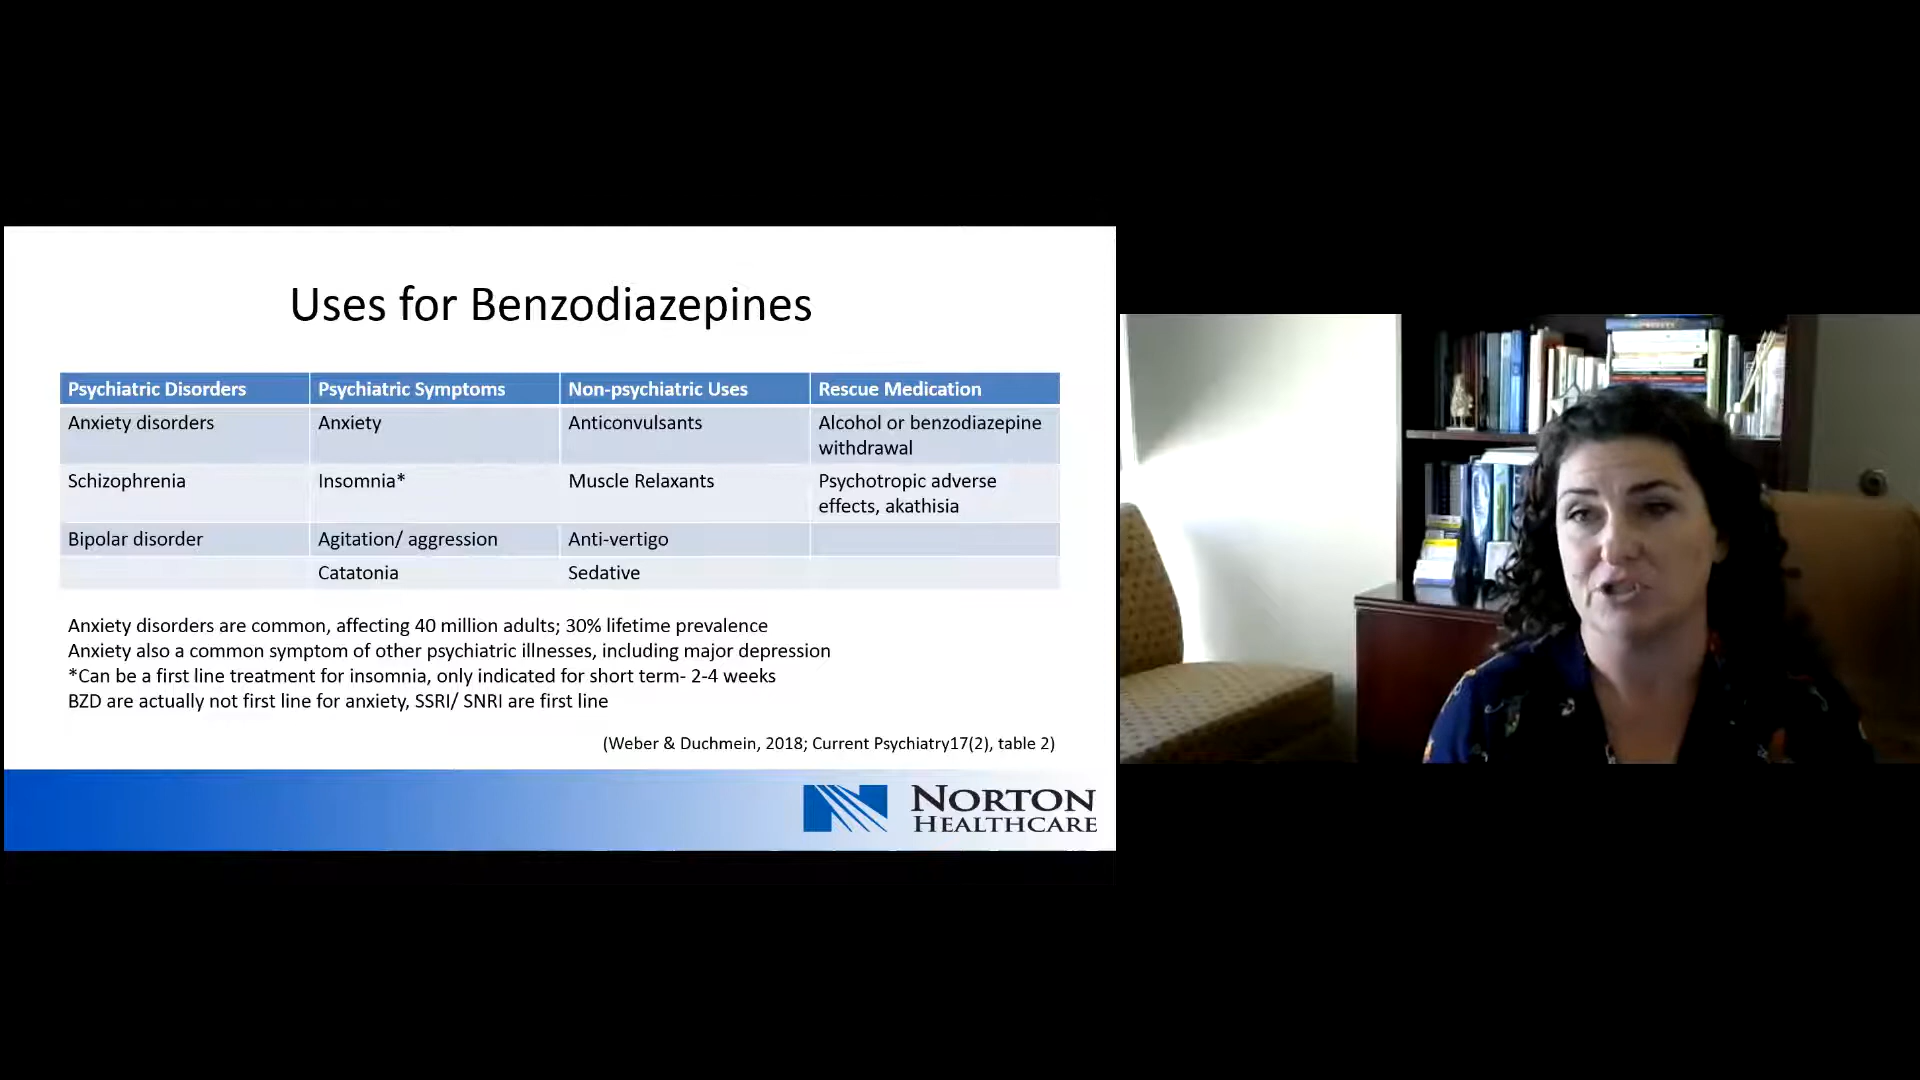 Uses for Benzodiazepines
Psychiatric Disorders Psychiatric Symptoms Non-psychiatric Uses Rescue Medication
Anxiety disorders Anxiety Anticonvulsants Alcohol or benzodiazepine
withdrawal
Schizophrenia Insomnia* Muscle Relaxants Psychotropic adverse
effects, akathisia
Bipolar disorder Agitation/ aggression Anti-vertigo
Catatonia Sedative
Anxiety disorders are common, affecting 40 million adults; 30% lifetime prevalence
Anxiety also a common symptom of other psychiatric illnesses, including major depression
*Can be a first line treatment for insomnia, only indicated for short term- 2-4 weeks
BZD are actually not first line for anxiety, SSRI/ SNRI are first line
(Weber & Duchmein, 2018; Current Psychiatry17(2), table 2)
NORTON
HEALTHCARE